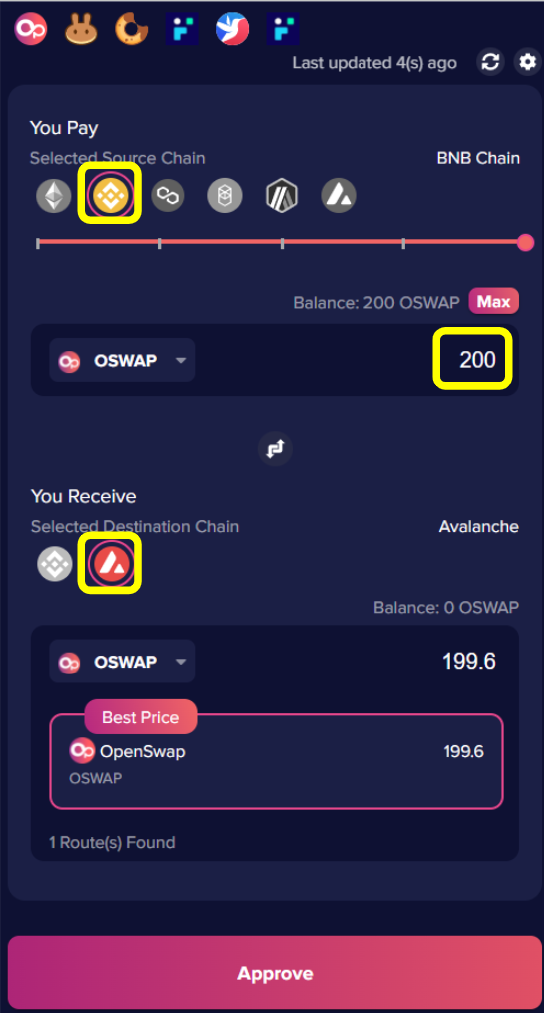 Last updated 4(s) ago
You Pay
Selected Source Chain BNB Chain
Balance: 200 OSWAP Max
OSWAP 200
You Receive
Selected Destination Chain Avalanche
Balance: 0 OSWAP
OSWAP 199.6
Best Price
OpenSwap 199.6
OSWAP
1 Route(s) Found
Approve